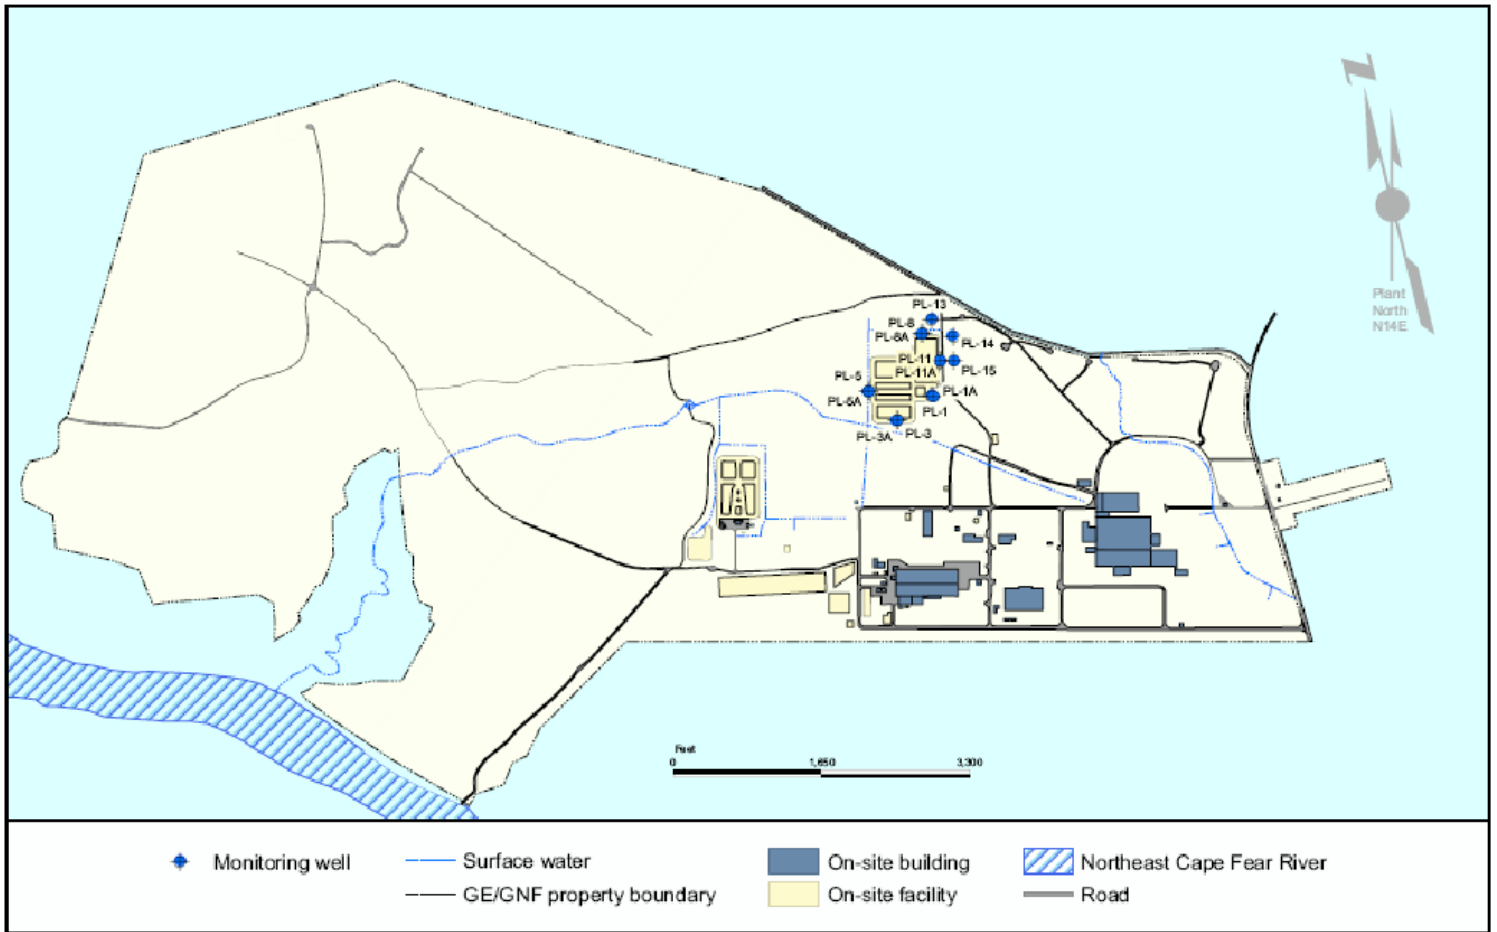 Z
Plant
North
N14E
PL-13
PL-8
PL-8A
PL-14
PL-11
PL-11A
PL-15
PL-5
PL-5A
PL-1A
PL-1
PL-3A
PL-3
Feet
0 1,650 3,300
Monitoring well
Surface water
GE/GNF property boundary
On-site building
On-site facility
Northeast Cape Fear River
Road